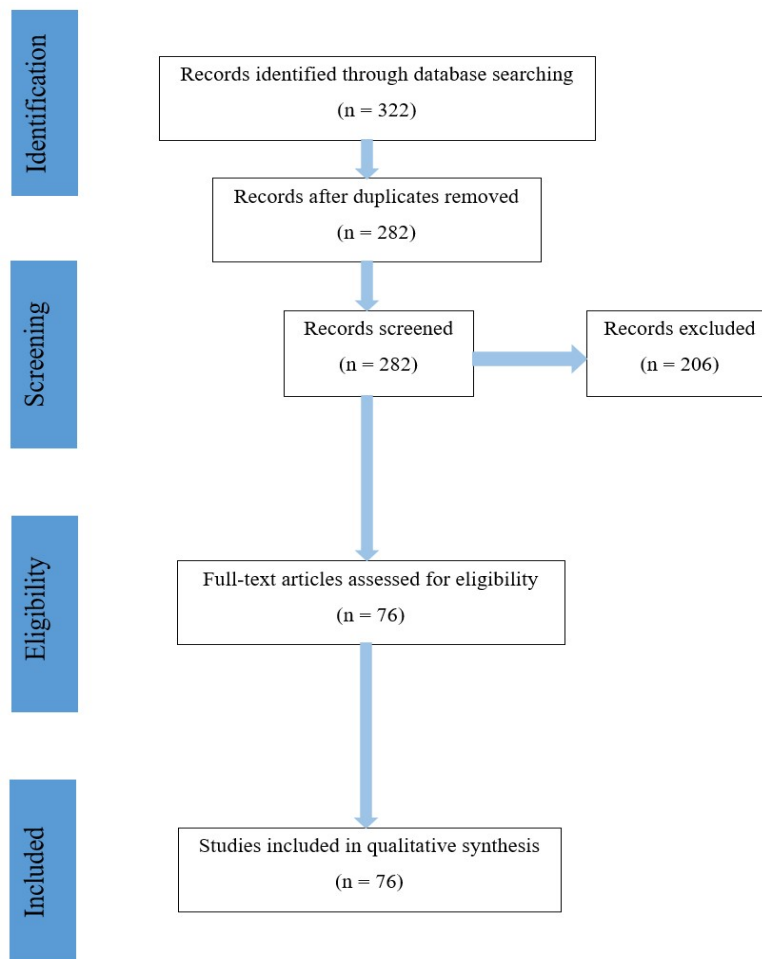 Identification
Records identified through database searching
(n = 322)
Records after duplicates removed
(n = 282)
Screening
Records screened
(n = 282)
Records excluded
(n = 206)
Eligibility
Full-text articles assessed for eligibility
(n = 76)
Included
Studies included in qualitative synthesis
(n = 76)